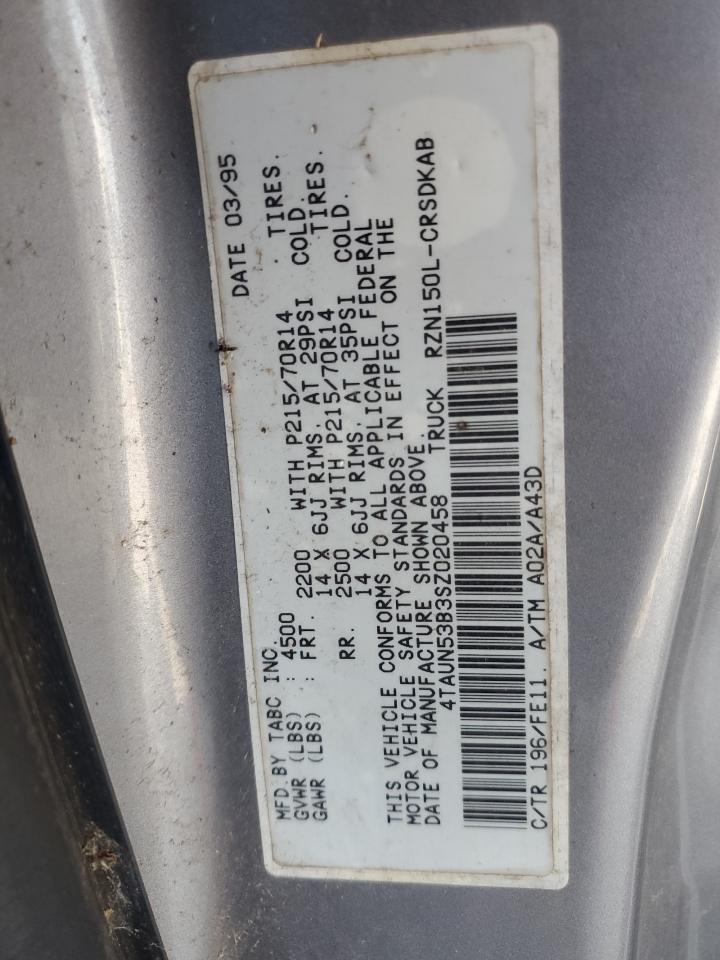 MFD.BY TABC INC. DATE 03/95
GVWR (LBS) : 4500
GAWR (LBS) : FRT. 2200 WITH P215/70R14 TIRES.
14 X 6JJ RIMS, AT 29PSI COLD.
RR. 2500 WITH P215/70R14 TIRES.
14 X 6JJ RIMS, AT 35PSI COLD.
THIS VEHICLE CONFORMS TO ALL APPLICABLE FEDERAL
MOTOR VEHICLE SAFETY STANDARDS IN EFFECT ON THE
DATE OF MANUFACTURE SHOWN ABOVE.
4TAUN53B3SZ020458 TRUCK RZN150L-CRSDKAB
C/TR 196/FE11. A/TM A02A/A43D